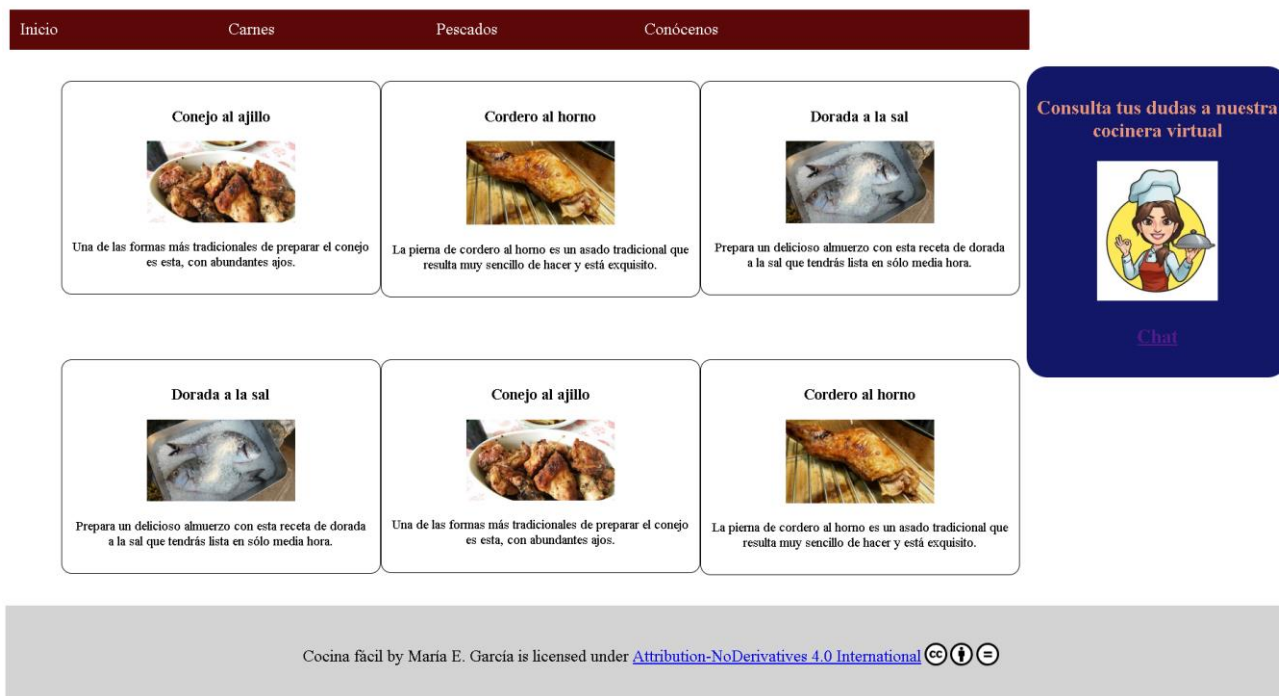 Inicio
Carnes
Pescados
Conócenos
Conejo al ajillo
Una de las formas más tradicionales de preparar el conejo
es esta, con abundantes ajos.
Cordero al horno
La pierna de cordero al horno es un asado tradicional que
resulta muy sencillo de hacer y está exquisito.
Dorada a la sal
Prepara un delicioso almuerzo con esta receta de dorada
a la sal que tendrás lista en sólo media hora.
Consulta tus dudas a nuestra
cocinera virtual
Chat
Dorada a la sal
Prepara un delicioso almuerzo con esta receta de dorada
a la sal que tendrás lista en sólo media hora.
Conejo al ajillo
Una de las formas más tradicionales de preparar el conejo
es esta, con abundantes ajos.
Cordero al horno
La pierna de cordero al horno es un asado tradicional que
resulta muy sencillo de hacer y está exquisito.
Cocina fácil by María E. García is licensed under Attribution-NoDerivatives 4.0 International cc